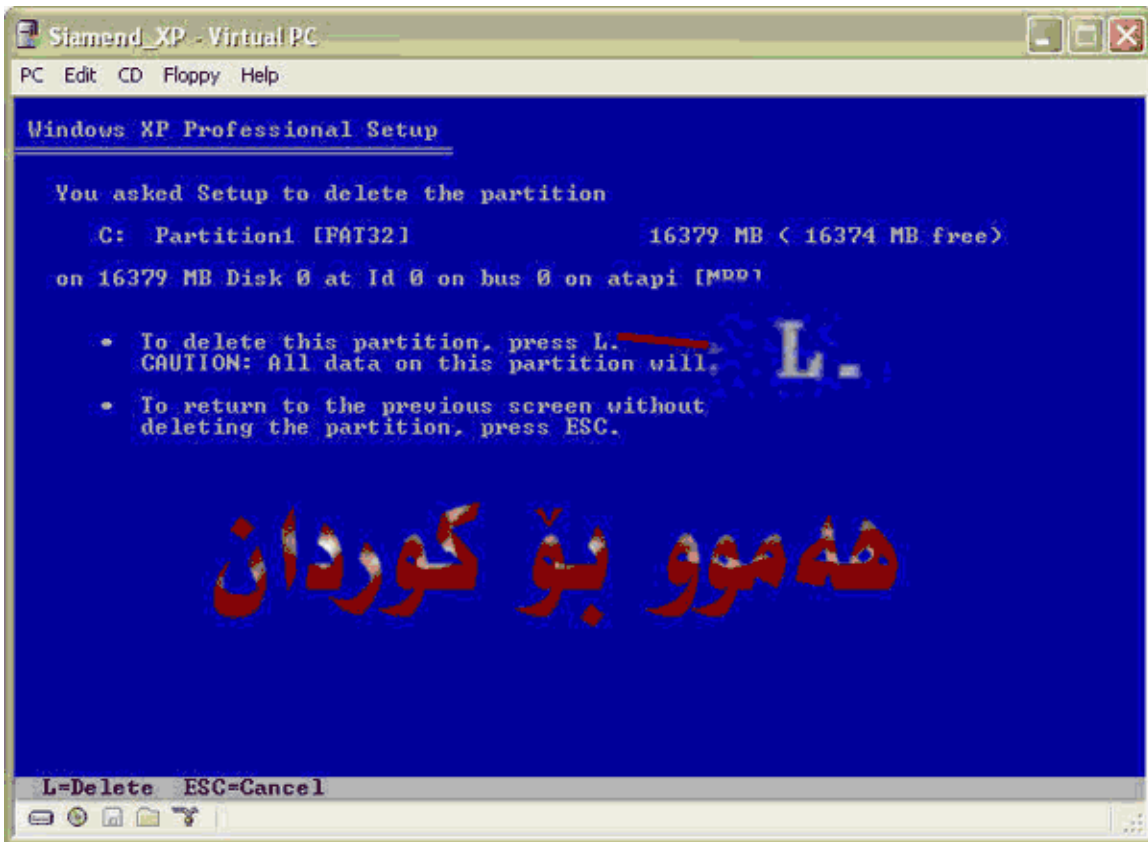 Siamend_XP - Virtual PC
PC Edit CD Floppy Help
Windows XP Professional Setup
You asked Setup to delete the partition
C: Partition1 [FAT32] 16379 MB ( 16374 MB free)
on 16379 MB Disk 0 at Id 0 on bus 0 on atapi [MBR]
• To delete this partition, press L.
L.
CAUTION: All data on this partition will
• To return to the previous screen without
deleting the partition, press ESC.
هەموو بۆ کوردان
L=Delete ESC=Cancel